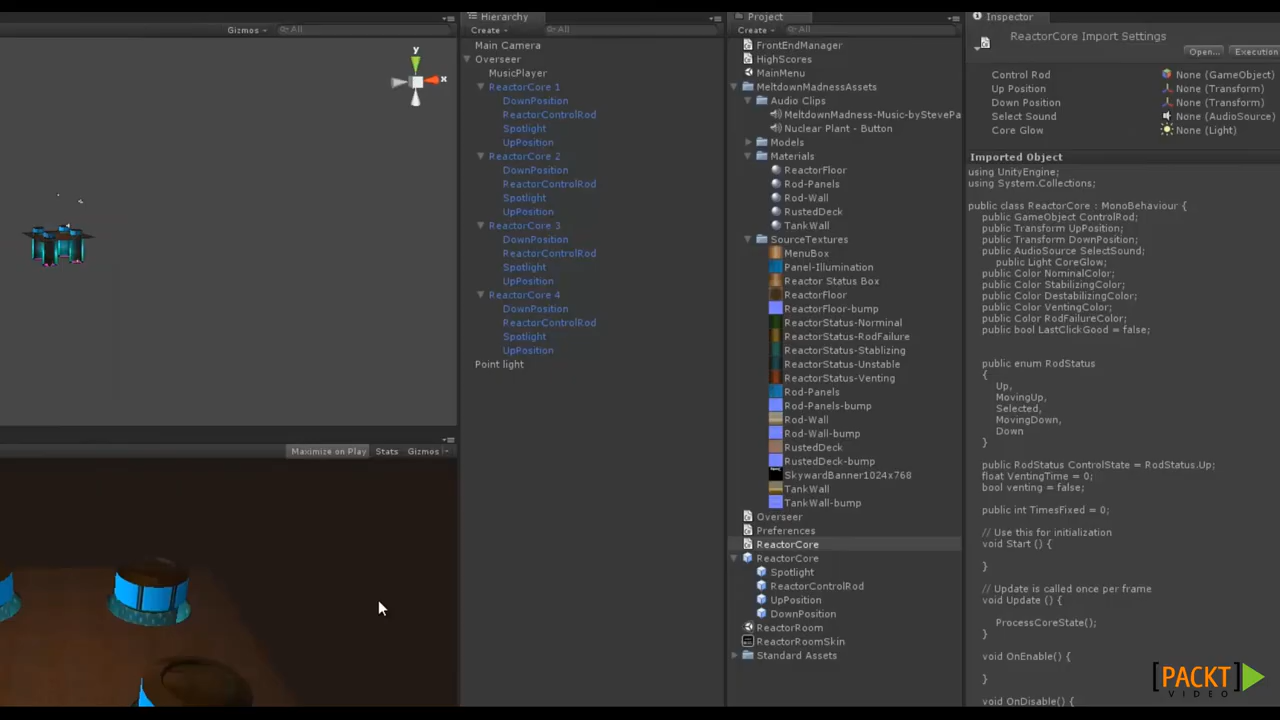 Gizmos
All
y
x
Maximize on Play
Stats
Gizmos
Hierarchy
Create
All
Main Camera
Overseer
MusicPlayer
ReactorCore 1
DownPosition
ReactorControlRod
Spotlight
UpPosition
ReactorCore 2
DownPosition
ReactorControlRod
Spotlight
UpPosition
ReactorCore 3
DownPosition
ReactorControlRod
Spotlight
UpPosition
ReactorCore 4
DownPosition
ReactorControlRod
Spotlight
UpPosition
Point light
Project
Create
All
FrontEndManager
HighScores
MainMenu
MeltdownMadnessAssets
Audio Clips
MeltdownMadness-Music-byStevePa
Nuclear Plant - Button
Models
Materials
ReactorFloor
Rod-Panels
Rod-Wall
RustedDeck
TankWall
SourceTextures
MenuBox
Panel-Illumination
Reactor Status Box
ReactorFloor
ReactorFloor-bump
ReactorStatus-Norminal
ReactorStatus-RodFailure
ReactorStatus-Stablizing
ReactorStatus-Unstable
ReactorStatus-Venting
Rod-Panels
Rod-Panels-bump
Rod-Wall
Rod-Wall-bump
RustedDeck
RustedDeck-bump
SkywardBanner1024x768
TankWall
TankWall-bump
Overseer
Preferences
ReactorCore
ReactorCore
Spotlight
ReactorControlRod
UpPosition
DownPosition
ReactorRoom
ReactorRoomSkin
Standard Assets
Inspector
ReactorCore Import Settings
Open...
Execution
Control Rod
None (GameObject)
Up Position
None (Transform)
Down Position
None (Transform)
Select Sound
None (AudioSource)
Core Glow
None (Light)
Imported Object
using UnityEngine;
using System.Collections;
public class ReactorCore : MonoBehaviour {
public GameObject ControlRod;
public Transform UpPosition;
public Transform DownPosition;
public AudioSource SelectSound;
public Light CoreGlow;
public Color NominalColor;
public Color StabilizingColor;
public Color DestabilizingColor;
public Color VentingColor;
public Color RodFailureColor;
public bool LastClickGood = false;
public enum RodStatus
{
Up,
MovingUp,
Selected,
MovingDown,
Down
}
public RodStatus ControlState = RodStatus.Up;
float VentingTime = 0;
bool venting = false;
public int TimesFixed = 0;
// Use this for initialization
void Start () {
}
// Update is called once per frame
void Update () {
ProcessCoreState();
}
void OnEnable() {
}
void OnDisable() {
[PACKT]
VIDEO